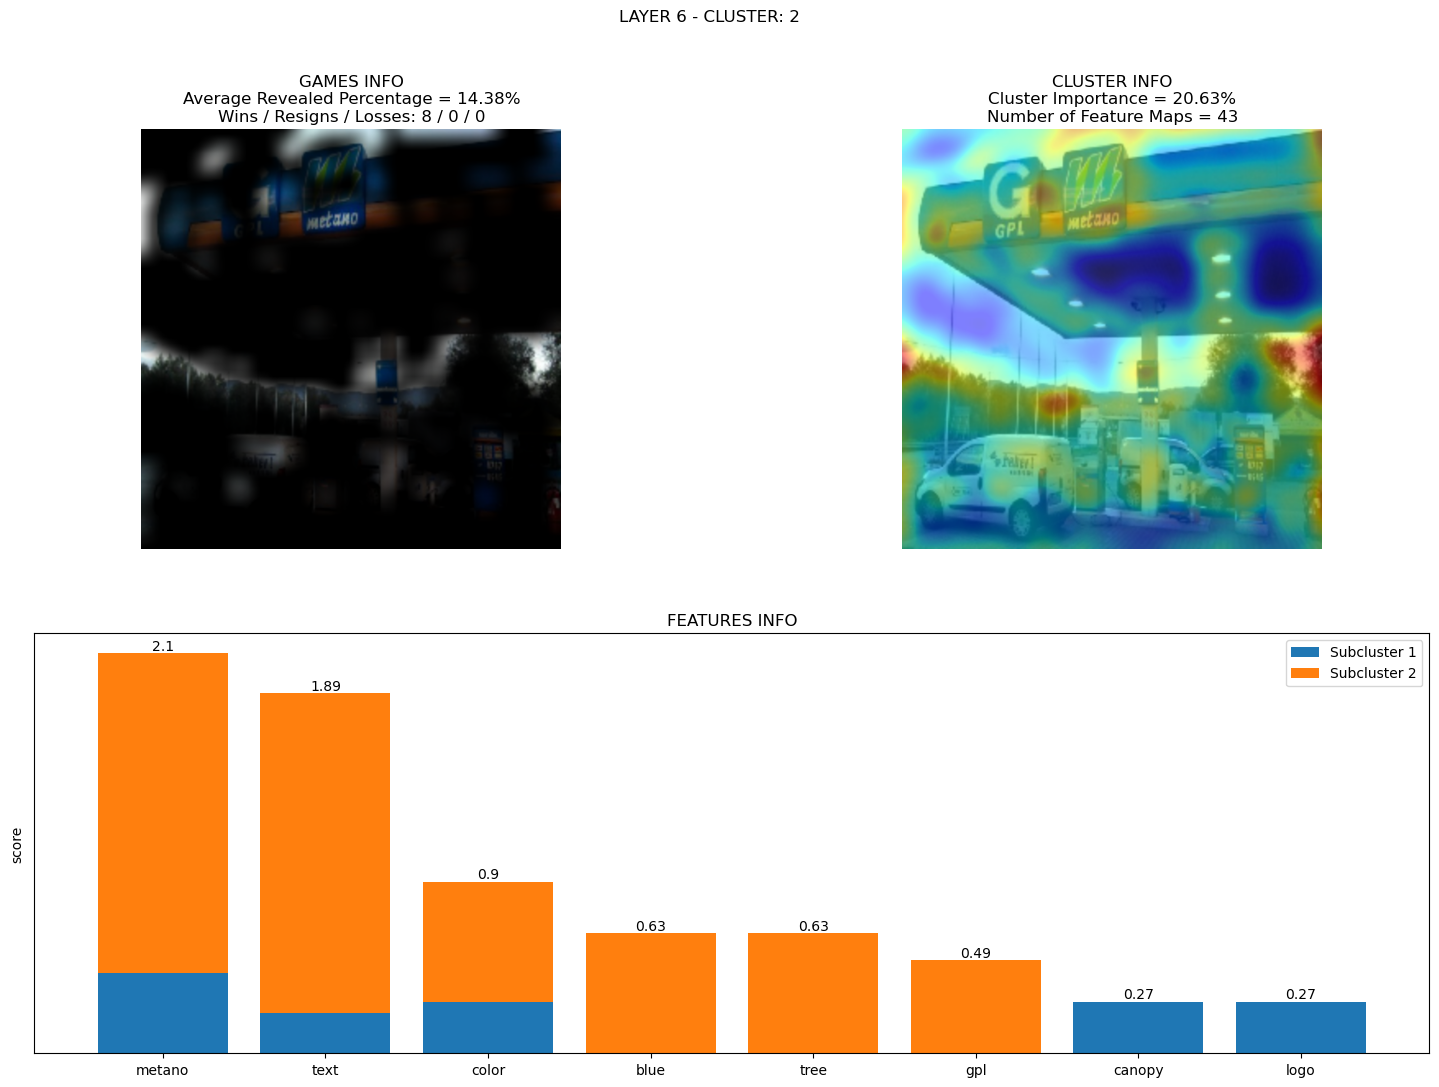 LAYER 6 - CLUSTER: 2
GAMES INFO
Average Revealed Percentage = 14.38%
Wins / Resigns / Losses: 8 / 0 / 0
CLUSTER INFO
Cluster Importance = 20.63%
Number of Feature Maps = 43
G
GPL
metano
G
GPL
metano
FEATURES INFO
Subcluster 1
Subcluster 2
score
2.1
1.89
0.9
0.63
0.63
0.49
0.27
0.27
metano
text
color
blue
tree
gpl
canopy
logo